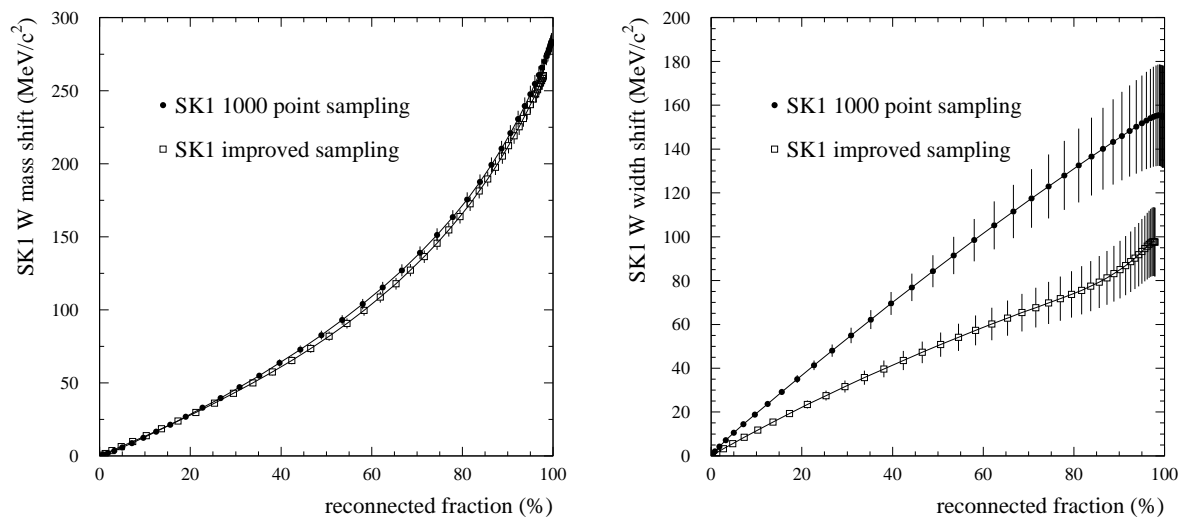 SK1 W mass shift (MeV/c²)
300
250
200
150
100
50
0
0 20 40 60 80 100
reconnected fraction (%)
SK1 1000 point sampling
SK1 improved sampling
SK1 W width shift (MeV/c²)
200
180
160
140
120
100
80
60
40
20
0
0 20 40 60 80 100
reconnected fraction (%)
SK1 1000 point sampling
SK1 improved sampling